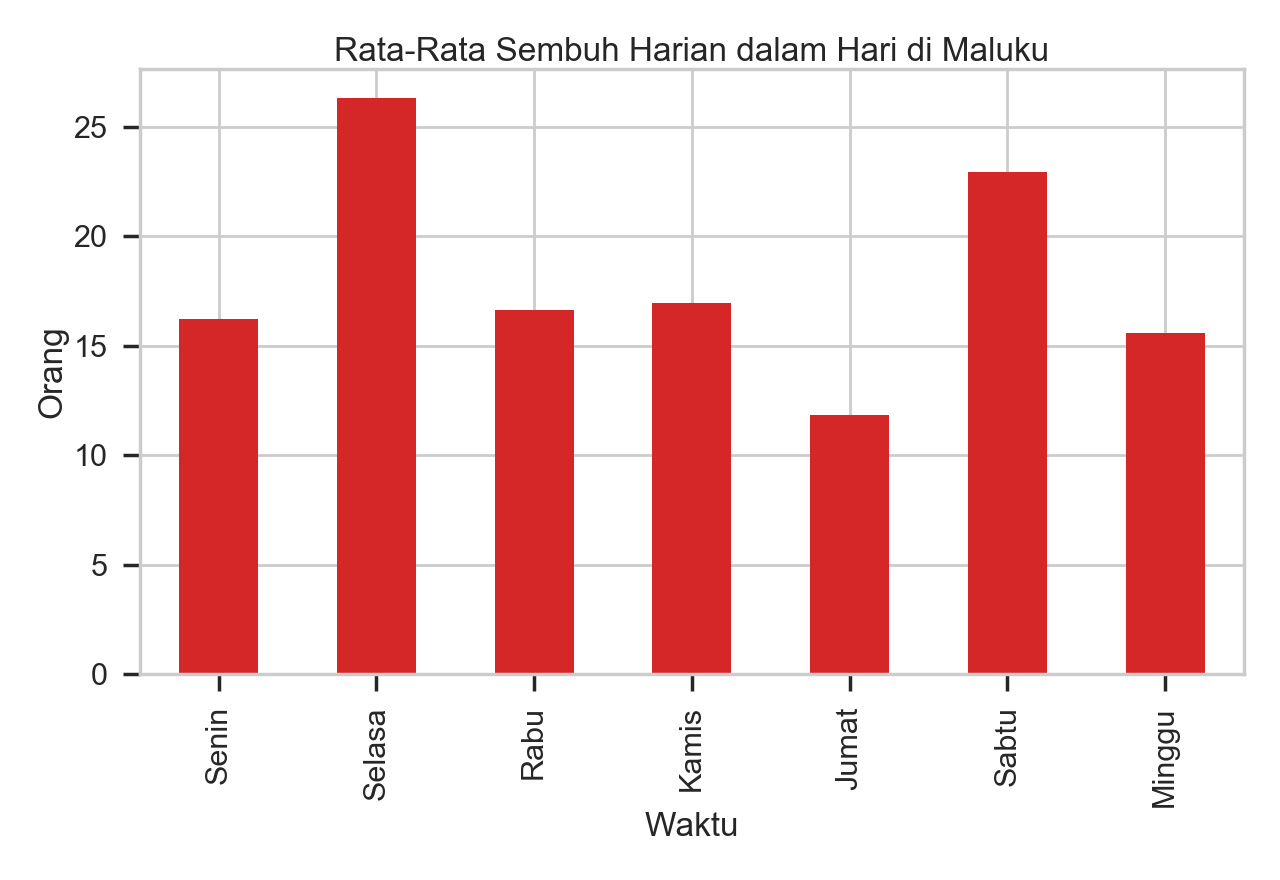 Rata-Rata Sembuh Harian dalam Hari di Maluku
Orang
25
20
15
10
5
0
Senin
Selasa
Rabu
Kamis
Jumat
Sabtu
Minggu
Waktu